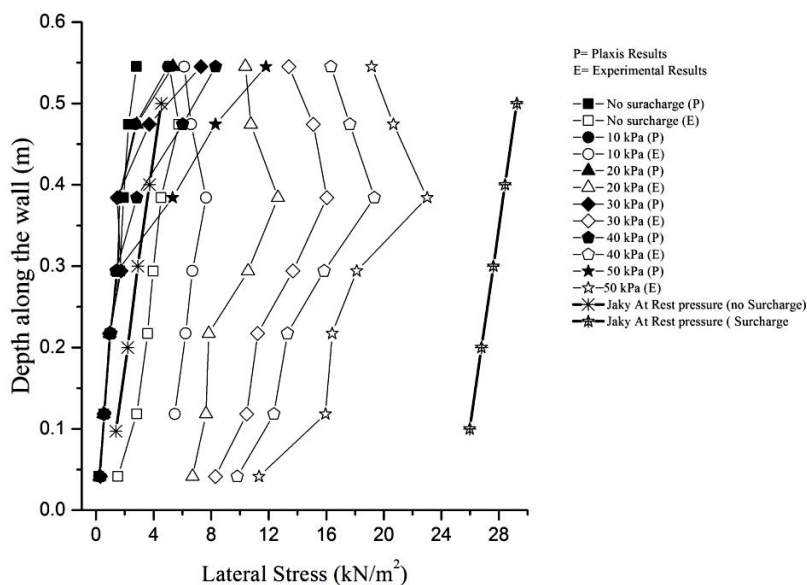 0.6
0.5
0.4
0.3
0.2
0.1
0.0
Depth along the wall (m)
0
4
8
12
16
20
24
28
Lateral Stress (kN/m²)
P= Plaxis Results
E= Experimental Results
No suracharge (P)
No surcharge (E)
10 kPa (P)
10 kPa (E)
20 kPa (P)
20 kPa (E)
30 kPa (P)
30 kPa (E)
40 kPa (P)
40 kPa (E)
50 kPa (P)
50 kPa (E)
Jaky At Rest pressure (no Surcharge)
Jaky At Rest pressure ( Surcharge